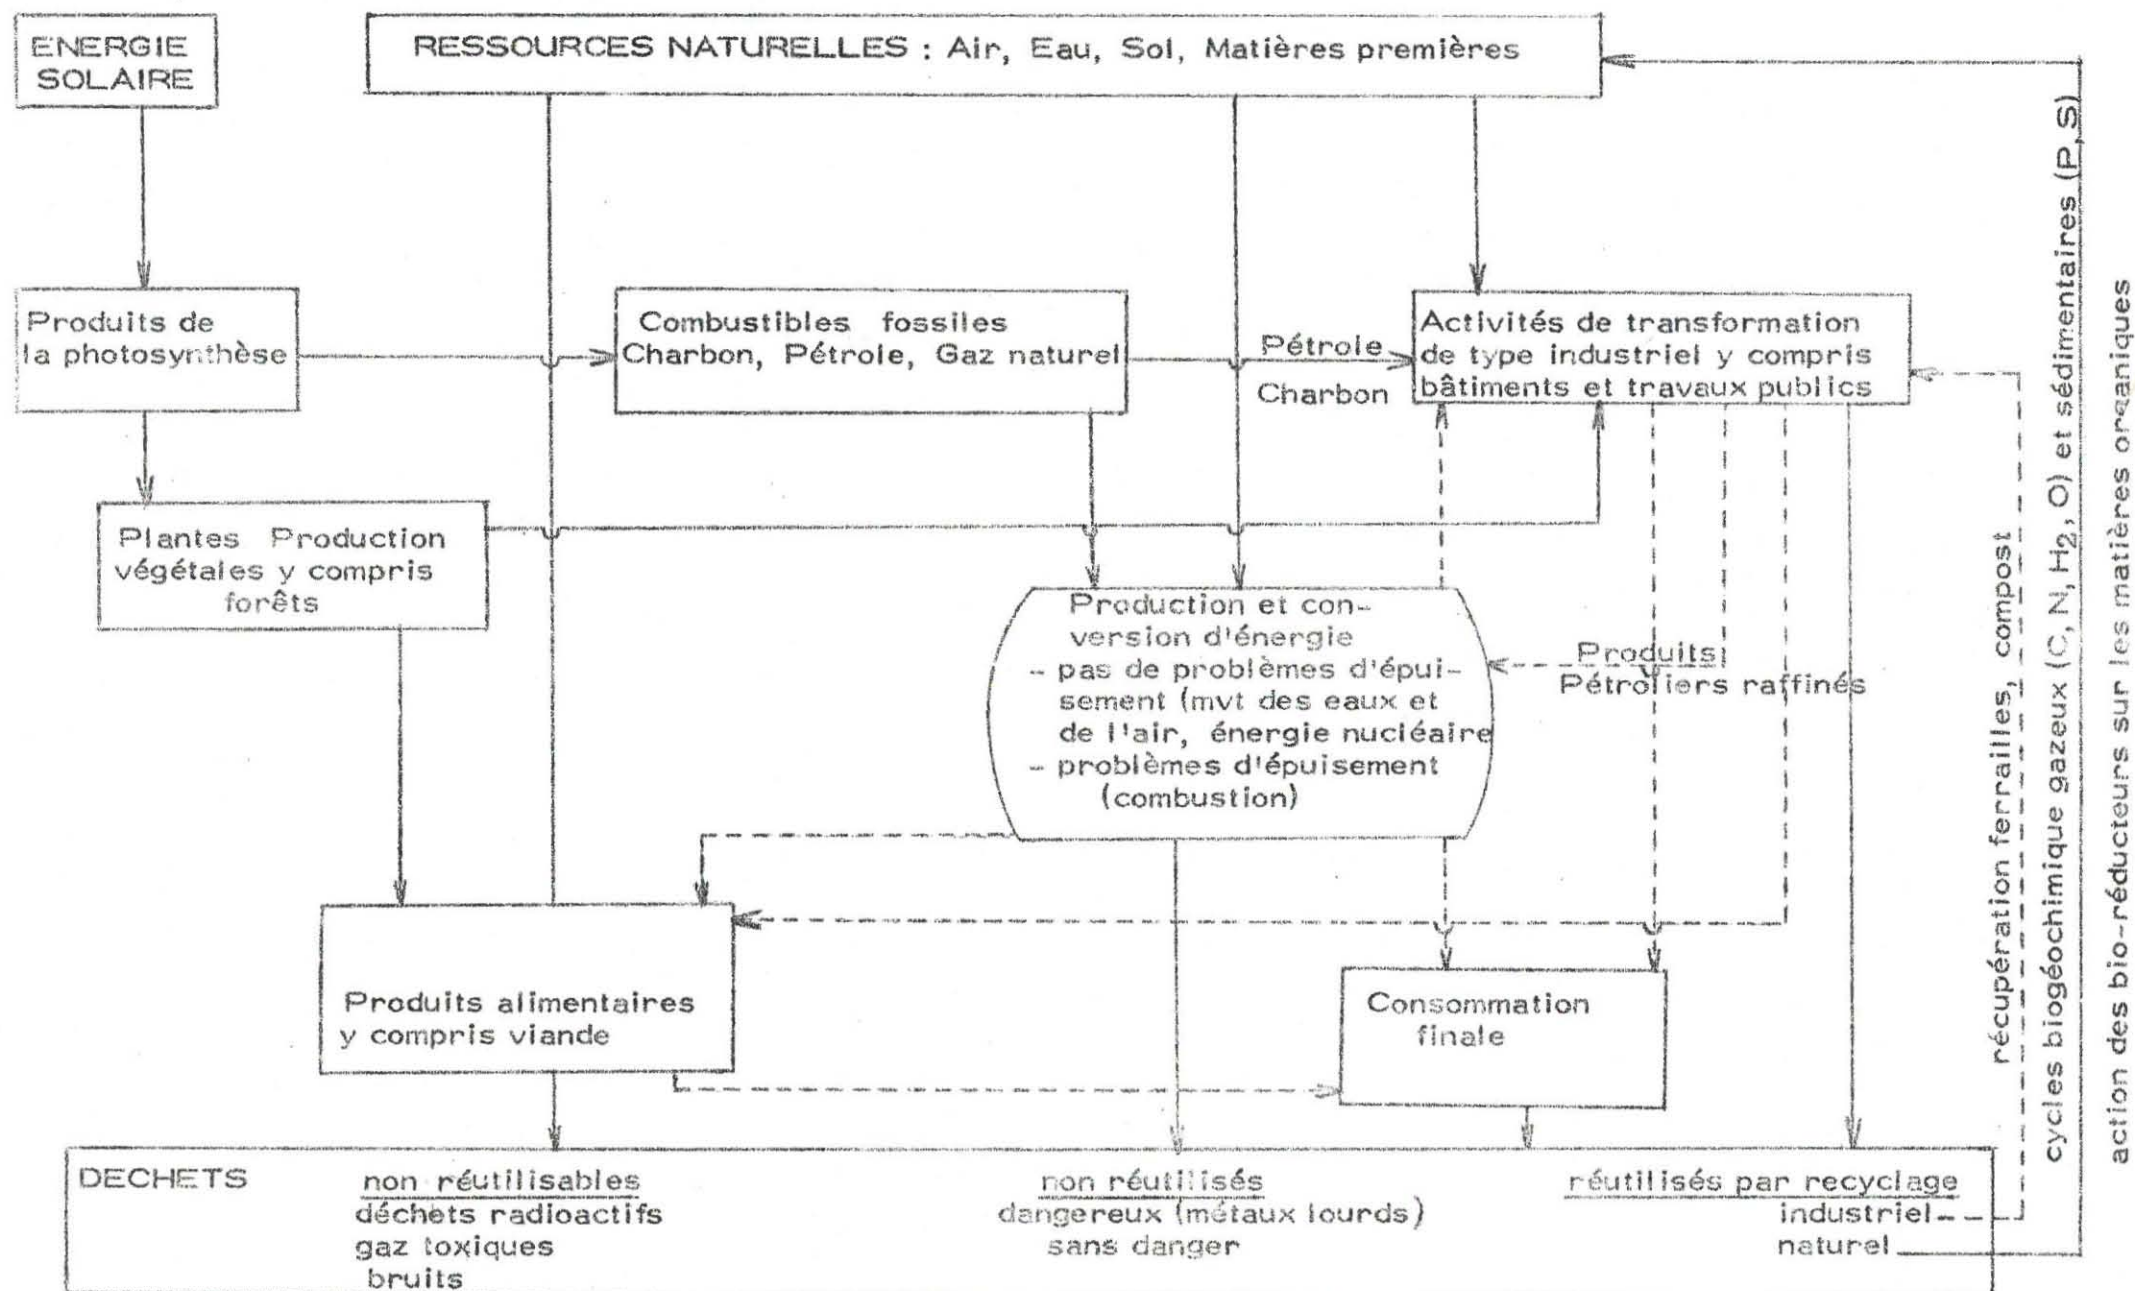 ENERGIE
SOLAIRE
RESSOURCES NATURELLES : Air, Eau, Sol, Matières premières
Produits de
la photosynthèse
Combustibles fossiles
Charbon, Pétrole, Gaz naturel
Pétrole
Charbon
Activités de transformation
de type industriel y compris
bâtiments et travaux publics
Plantes Production
végétales y compris
forêts
Production et con-
version d'énergie
- pas de problèmes d'épui-
sement (mvt des eaux et
de l'air, énergie nucléaire
- problèmes d'épuisement
(combustion)
Produits
Pétroliers raffinés
Produits alimentaires
y compris viande
Consommation
finale
DECHETS
non réutilisables
déchets radioactifs
gaz toxiques
bruits
non réutilisés
dangereux (métaux lourds)
sans danger
réutilisés par recyclage
industriel
naturel
récupération ferrailles, compost
cycles biogéochimique gazeux (C, N, H2, O) et sédimentaires (P, S)
action des bio-réducteurs sur les matières organiques